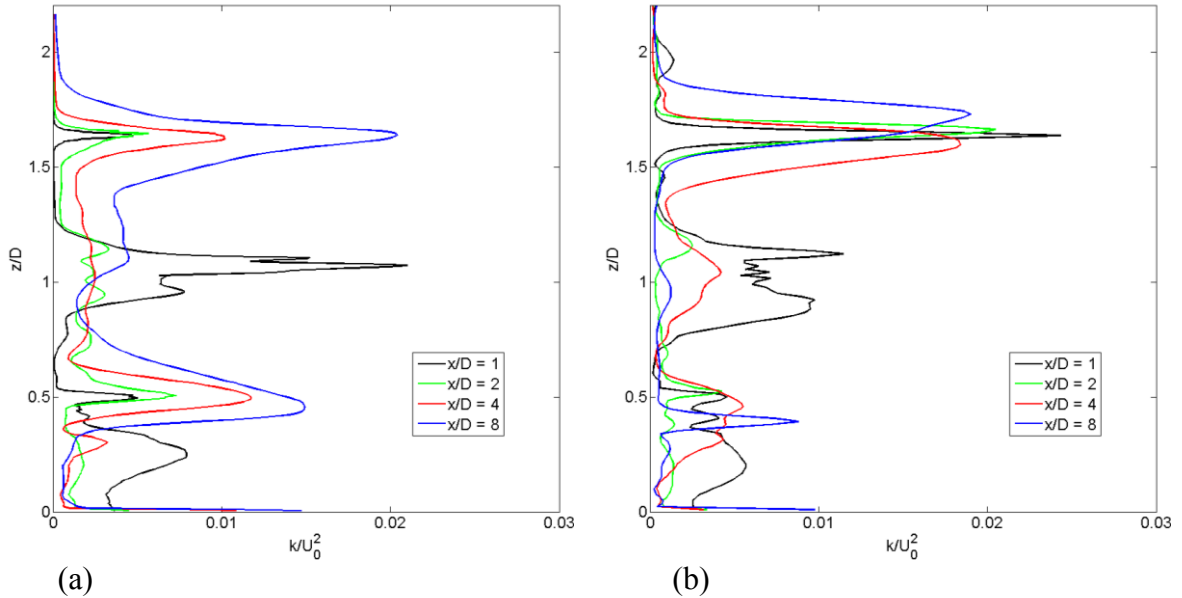 2
1.5
1
0.5
0
z/D
0
0.01
0.02
0.03
k/U₀²
x/D = 1
x/D = 2
x/D = 4
x/D = 8
(a)
2
1.5
1
0.5
0
z/D
0
0.01
0.02
0.03
k/U₀²
x/D = 1
x/D = 2
x/D = 4
x/D = 8
(b)